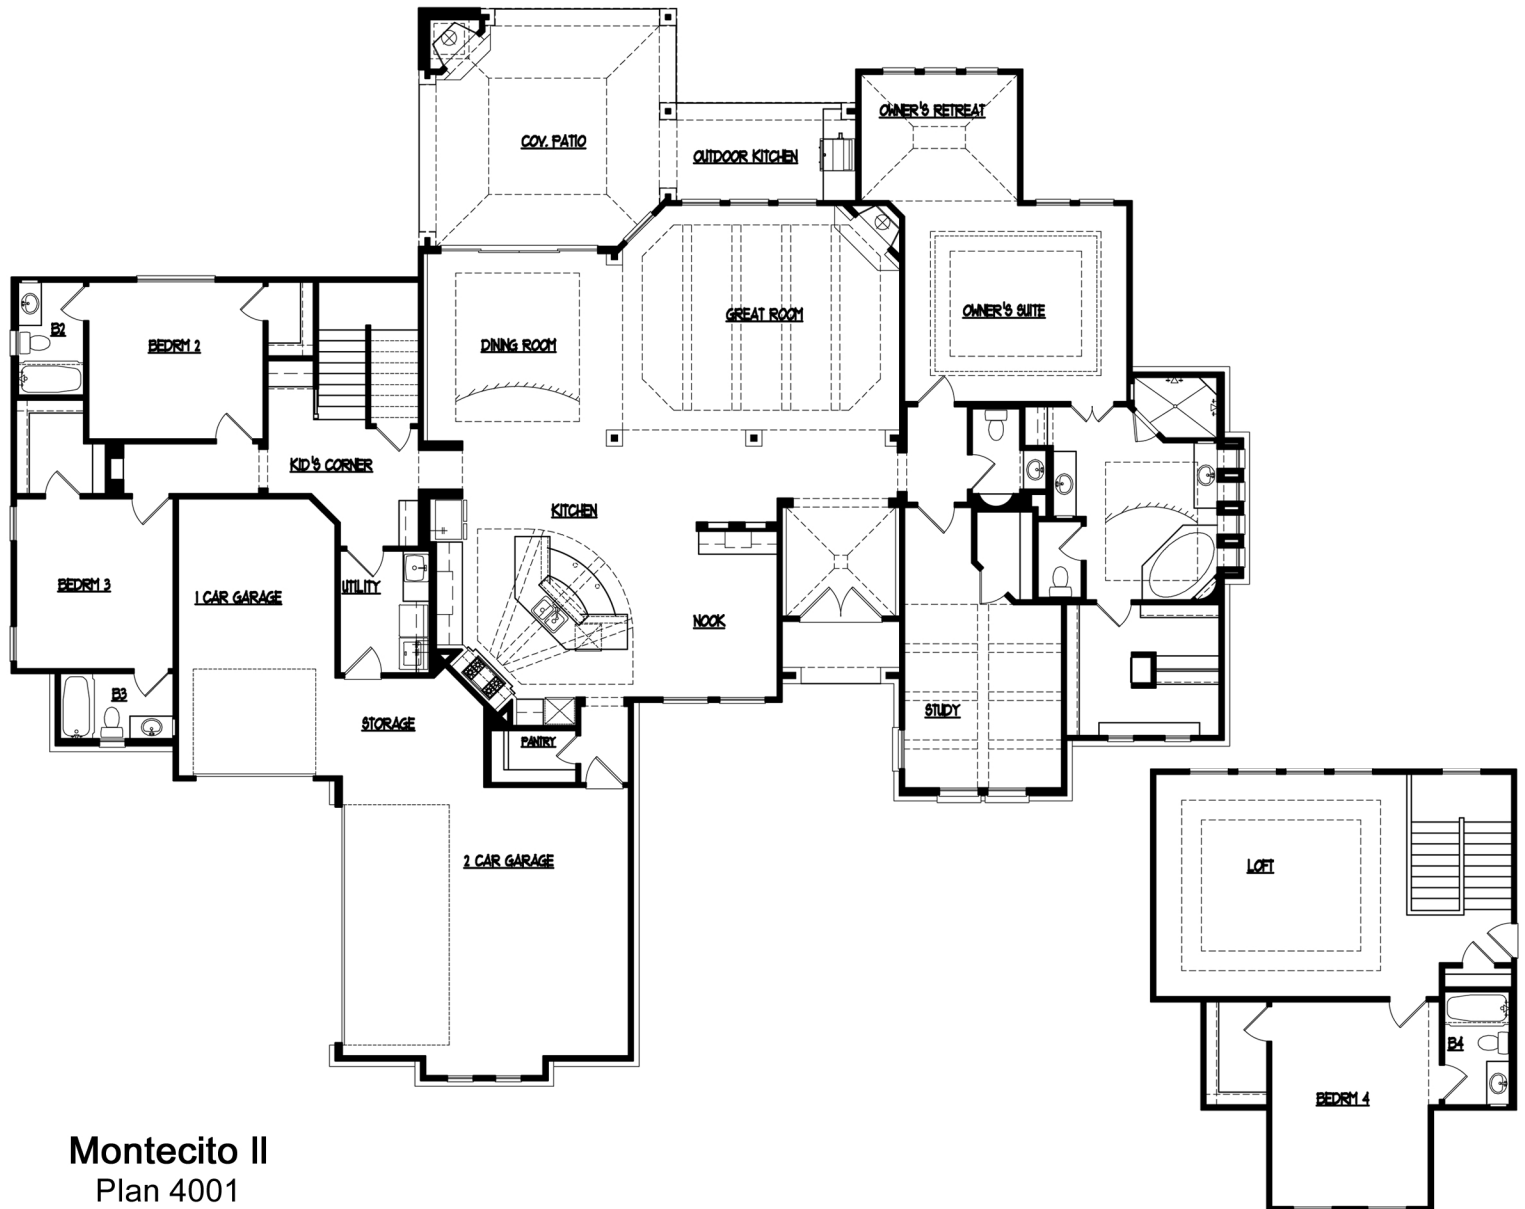 OWNER'S RETREAT
COV. PATIO
OUTDOOR KITCHEN
OWNER'S SUITE
GREAT ROOM
B2
BEDRM 2
DINING ROOM
KID'S CORNER
KITCHEN
BEDRM 3
1 CAR GARAGE
UTILITY
NOOK
B3
STORAGE
STUDY
PANTRY
2 CAR GARAGE
LOFT
B4
BEDRM 4
Montecito II
Plan 4001